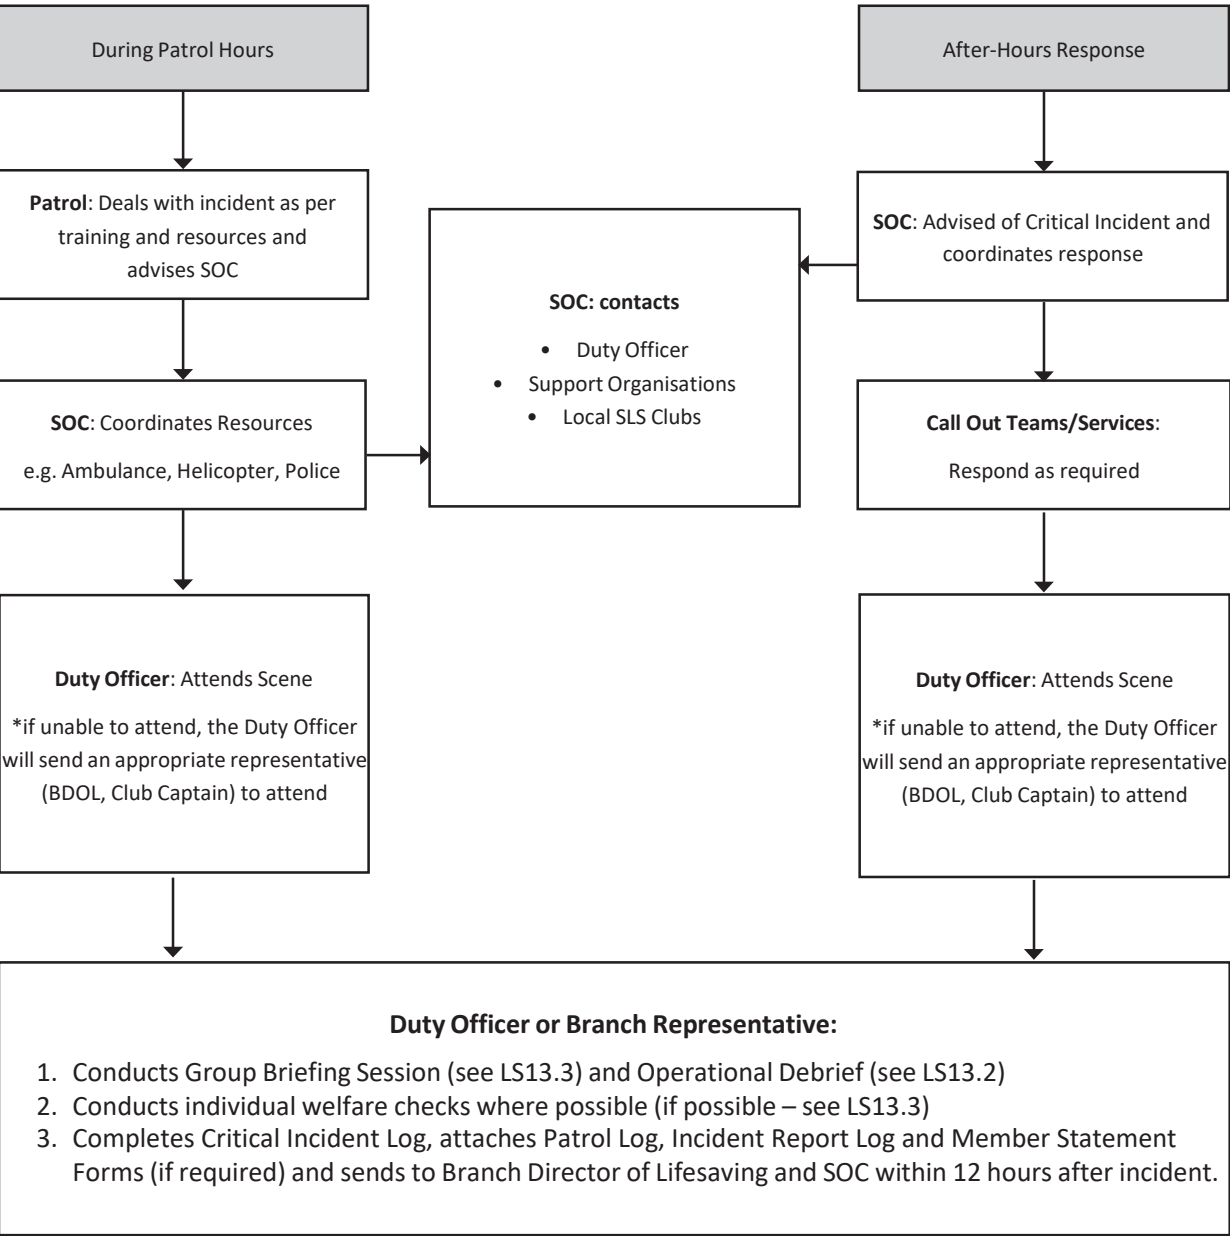 During Patrol Hours
After-Hours Response
Patrol: Deals with incident as per
training and resources and
advises SOC
SOC: Advised of Critical Incident and
coordinates response
SOC: contacts
• Duty Officer
• Support Organisations
• Local SLS Clubs
SOC: Coordinates Resources
e.g. Ambulance, Helicopter, Police
Call Out Teams/Services:
Respond as required
Duty Officer: Attends Scene
*if unable to attend, the Duty Officer
will send an appropriate representative
(BDOL, Club Captain) to attend
Duty Officer: Attends Scene
*if unable to attend, the Duty Officer
will send an appropriate representative
(BDOL, Club Captain) to attend
Duty Officer or Branch Representative:
1. Conducts Group Briefing Session (see LS13.3) and Operational Debrief (see LS13.2)
2. Conducts individual welfare checks where possible (if possible – see LS13.3)
3. Completes Critical Incident Log, attaches Patrol Log, Incident Report Log and Member Statement
Forms (if required) and sends to Branch Director of Lifesaving and SOC within 12 hours after incident.